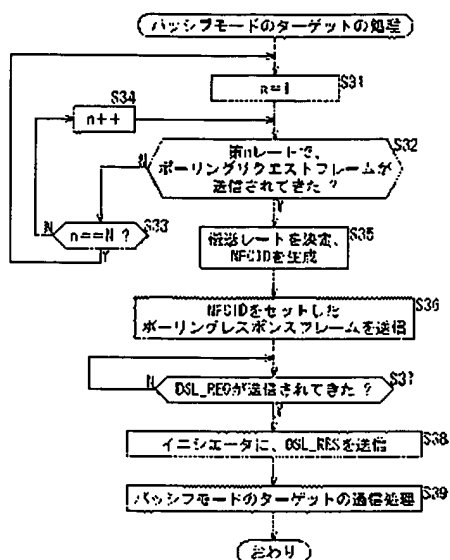 パッシブモードのターゲットの処理
n=1
S31
S34
n++
S32
第nレートで、
ポーリングリクエストフレームが
送信されてきた？
N
Y
S33
n==N？
N
Y
S35
伝送レートを決定、
NFCIDを生成
S36
NFCIDをセットした
ポーリングレスポンスフレームを送信
S37
DSL_REQが送信されてきた？
N
Y
イニシエータに、DSL_RESを送信
S38
パッシブモードのターゲットの通信処理
S39
おわり